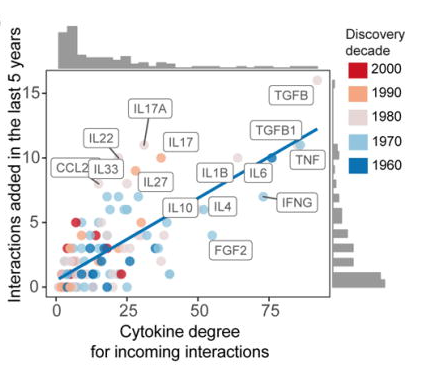 Discovery
decade
2000
1990
1980
1970
1960
Interactions added in the last 5 years
15
10
5
0
TGFB
IL17A
TGFB1
IL22
IL17
TNF
CCL2
IL33
IL1B
IL6
IL27
IFNG
IL10
IL4
FGF2
0
25
50
75
Cytokine degree
for incoming interactions